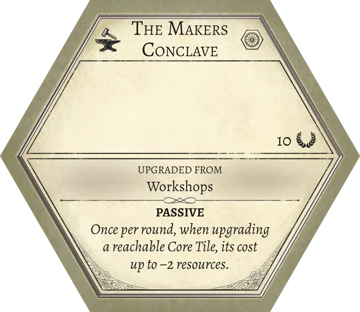 The Makers
Conclave
10
UPGRADED FROM
Workshops
PASSIVE
Once per round, when upgrading
a reachable Core Tile, its cost
up to –2 resources.